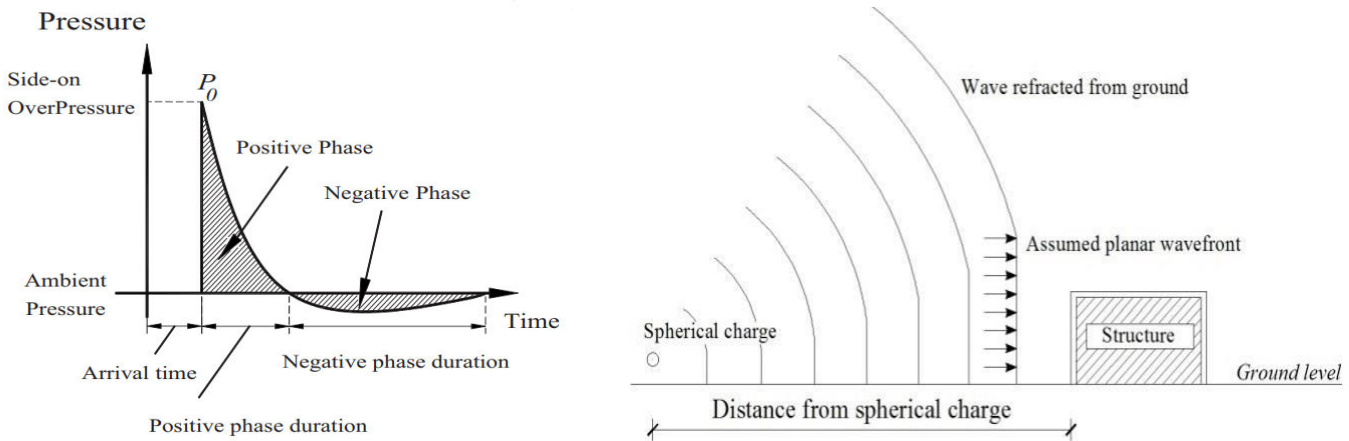 Pressure
Side-on
OverPressure
P0
Positive Phase
Negative Phase
Ambient
Pressure
Time
Arrival time
Negative phase duration
Positive phase duration
Wave refracted from ground
Assumed planar wavefront
Spherical charge
Structure
Ground level
Distance from spherical charge